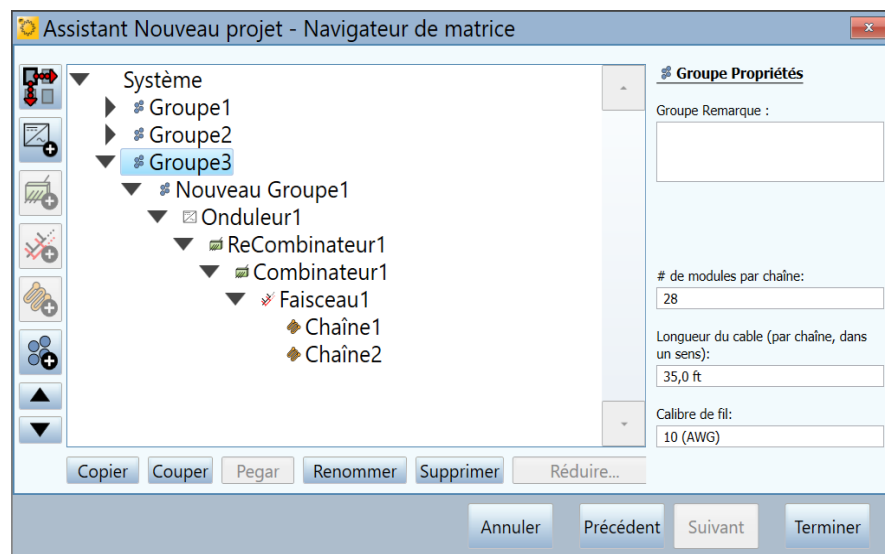 Assistant Nouveau projet - Navigateur de matrice
Système
Groupe1
Groupe2
Groupe3
Nouveau Groupe1
Onduleur1
ReCombinateur1
Combinateur1
Faisceau1
Chaîne1
Chaîne2
Groupe Propriétés
Groupe Remarque :
# de modules par chaîne:
28
Longueur du cable (par chaîne, dans
un sens):
35,0 ft
Calibre de fil:
10 (AWG)
Copier Couper Pegar Renommer Supprimer Réduire...
Annuler Précédent Suivant Terminer